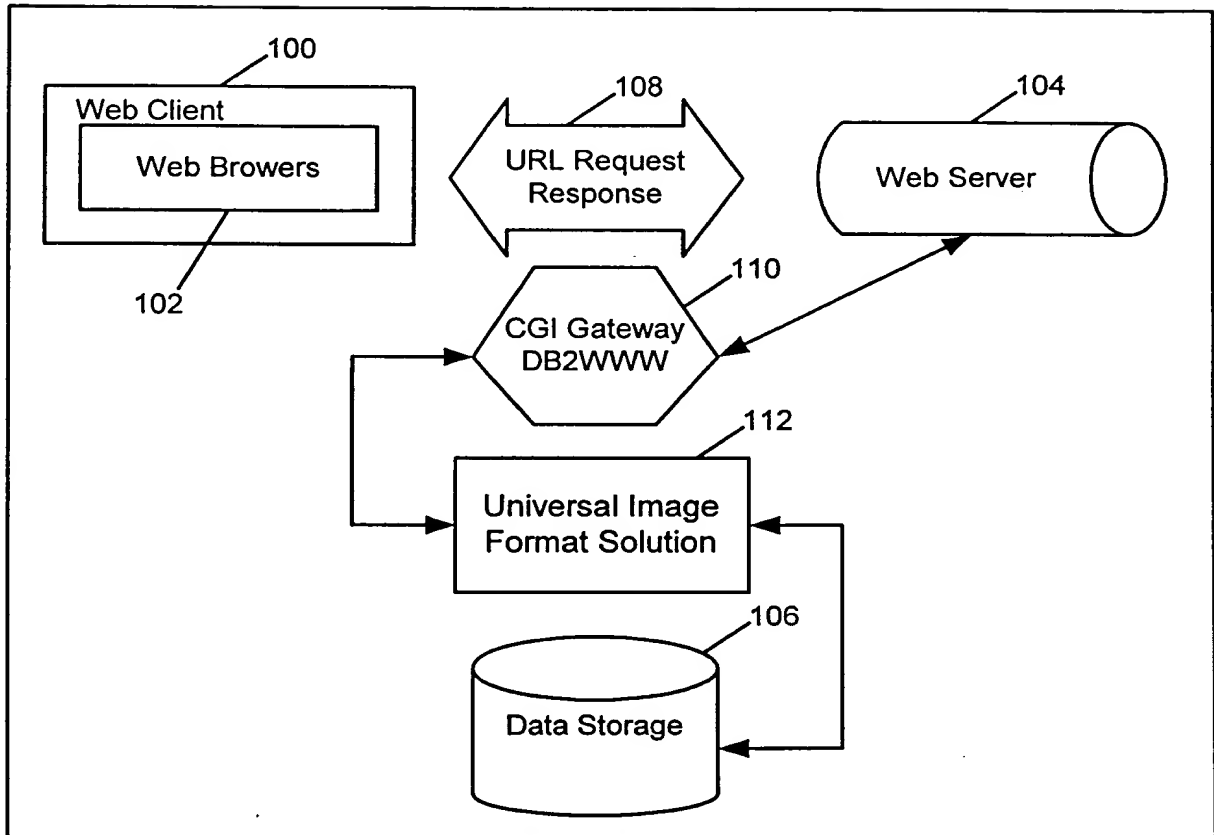 100
Web Client
Web Browers
102
108
URL Request
Response
104
Web Server
110
CGI Gateway
DB2WWW
112
Universal Image
Format Solution
106
Data Storage